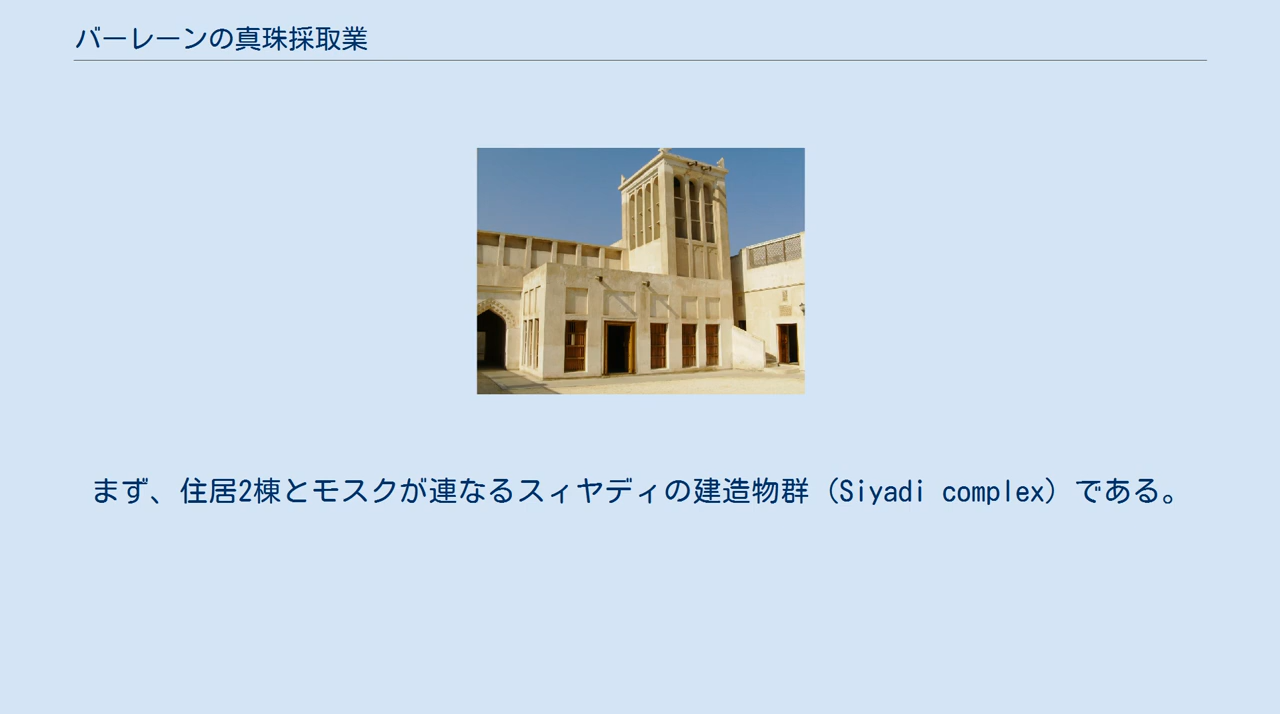 バーレーンの真珠採取業
まず、住居2棟とモスクが連なるスィヤディの建造物群（Siyadi complex）である。